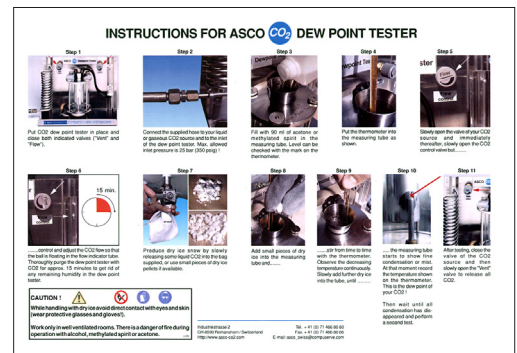 INSTRUCTIONS FOR ASCO CO2 DEW POINT TESTER
Step 1
Put CO2 dew point tester in place and
close both indicated valves ("Vent" and
"Flow").
Step 2
Connect the supplied hose to your liquid
or gaseous CO2 source and to the inlet
of the dew point tester. Max. allowed
inlet pressure is 25 bar (350 psig) !
Step 3
Fill with 90 ml of acetone or
methylated spirit in the
measuring tube. Level can be
checked with the mark on the
thermometer.
Step 4
Put the thermometer into
the measuring tube as
shown.
Step 5
Slowly open the valve of your CO2
source and immediately
thereafter, slowly open the CO2
control valve but.........
Step 6
15 min.
.........control and adjust the CO2 flow so that
the ball is floating in the flow indicator tube.
Thoroughly purge the dew point tester with
CO2 for approx. 15 minutes to get rid of
any remaining humidity in the dew point
tester.
Step 7
Produce dry ice snow by slowly
releasing some liquid CO2 into the bag
supplied, or use small pieces of dry ice
pellets if available.
Step 8
Add small pieces of dry
ice into the measuring
tube and.......
Step 9
.......stir from time to time
with the thermometer.
Observe the decreasing
temperature continuously.
Slowly add further dry ice
into the tube, until ..........
Step 10
..... the measuring tube
starts to show fine
condensation or mist.
At that moment record
the temperature shown
on the thermometer.
This is the dew point of
your CO2 !
Then wait until all
condensation has dis-
appeared and perform
a second test.
Step 11
After testing, close the
valve of the CO2
source and then
slowly open the "Vent"
valve to release all
CO2.
CAUTION !
While handling with dry ice avoid direct contact with eyes and skin
(wear protective glasses and gloves!).
Work only in well ventilated rooms. There is a danger of fire during
operation with alcohol, methylated spirit or acetone.
Industriestrasse 2
CH-8590 Romanshorn / Switzerland
Tel. + 41 (0) 71 466 80 80